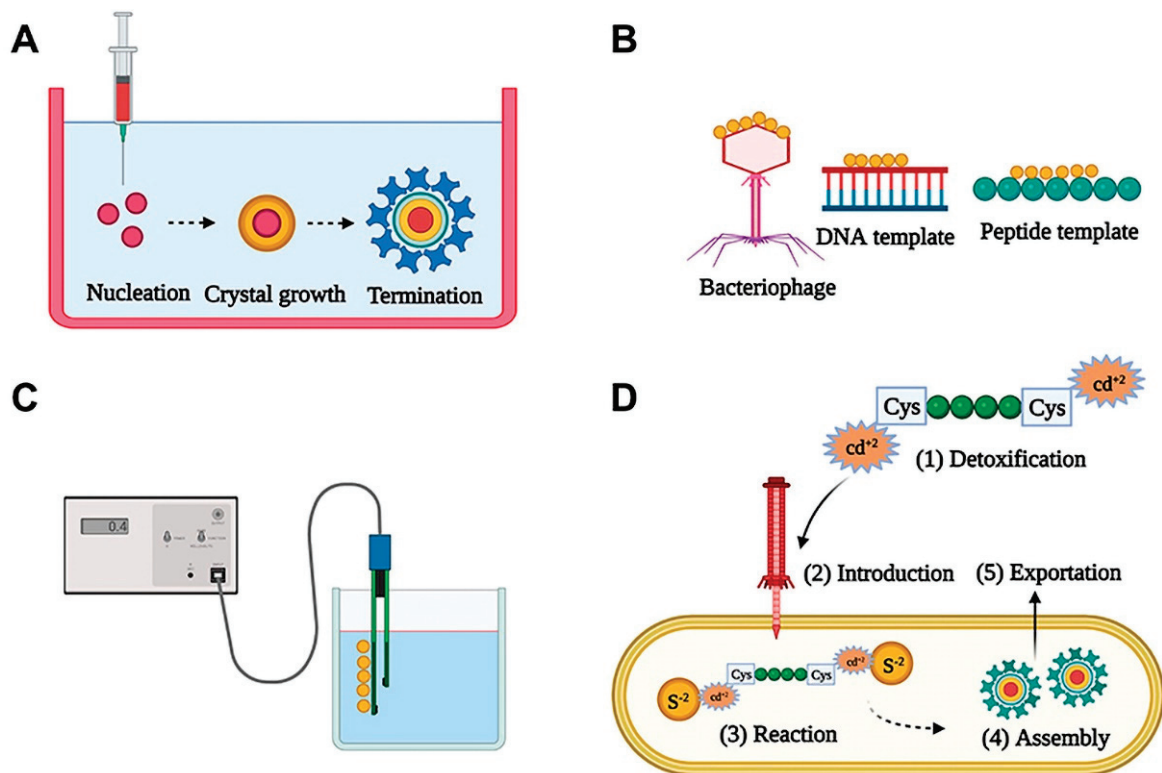 A
Nucleation
Crystal growth
Termination
B
Bacteriophage
DNA template
Peptide template
C
0.4
D
Cys
Cys
cd⁺²
cd⁺²
(1) Detoxification
(2) Introduction
(5) Exportation
S⁻²
cd⁺²
Cys
Cys
cd⁺²
S⁻²
(3) Reaction
(4) Assembly